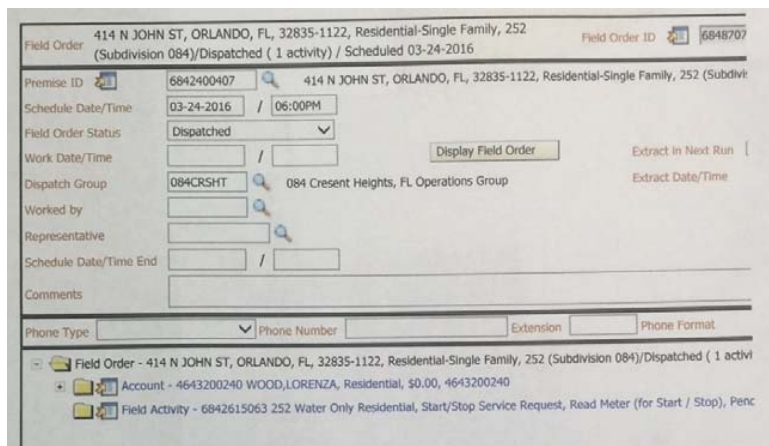 Field Order 414 N JOHN ST, ORLANDO, FL, 32835-1122, Residential-Single Family, 252 Field Order ID 6848707
(Subdivision 084)/Dispatched ( 1 activity) / Scheduled 03-24-2016
Premise ID 6842400407 414 N JOHN ST, ORLANDO, FL, 32835-1122, Residential-Single Family, 252 (Subdivi
Schedule Date/Time 03-24-2016 / 06:00PM
Field Order Status Dispatched
Work Date/Time / Display Field Order Extract In Next Run
Dispatch Group 084CRSHT 084 Cresent Heights, FL Operations Group Extract Date/Time
Worked by
Representative
Schedule Date/Time End /
Comments
Phone Type Phone Number Extension Phone Format
Field Order - 414 N JOHN ST, ORLANDO, FL, 32835-1122, Residential-Single Family, 252 (Subdivision 084)/Dispatched ( 1 activi
Account - 4643200240 WOOD,LORENZA, Residential, $0.00, 4643200240
Field Activity - 6842615063 252 Water Only Residential, Start/Stop Service Request, Read Meter (for Start / Stop), Penc